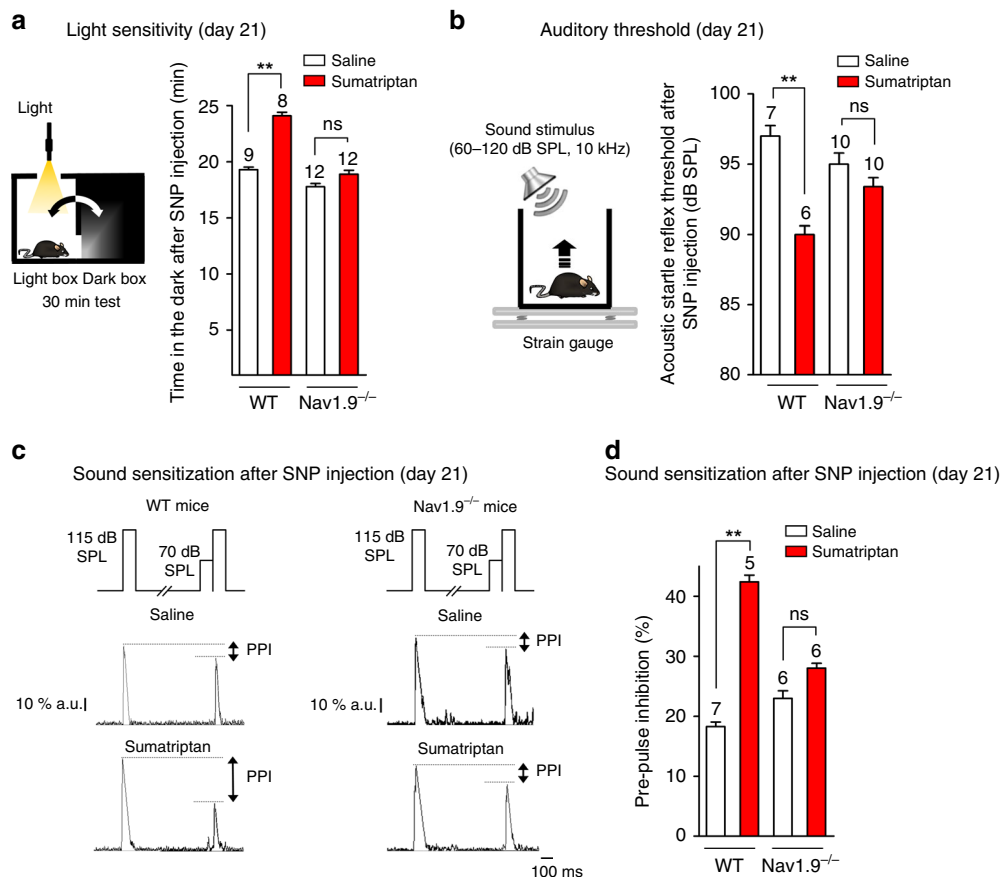 a
Light sensitivity (day 21)
Light
Light box Dark box
30 min test
Time in the dark after SNP injection (min)
25
20
15
10
5
Saline
Sumatriptan
**
ns
9
8
12
12
WT
Nav1.9–/–
b
Auditory threshold (day 21)
Sound stimulus
(60–120 dB SPL, 10 kHz)
Strain gauge
Acoustic startle reflex threshold after
SNP injection (dB SPL)
100
95
90
85
80
Saline
Sumatriptan
**
ns
7
6
10
10
WT
Nav1.9–/–
c
Sound sensitization after SNP injection (day 21)
WT mice
115 dB
SPL
70 dB
SPL
Saline
PPI
10 % a.u.
Sumatriptan
PPI
Nav1.9–/– mice
115 dB
SPL
70 dB
SPL
Saline
PPI
10 % a.u.
Sumatriptan
PPI
100 ms
d
Sound sensitization after SNP injection (day 21)
Saline
Sumatriptan
Pre-pulse inhibition (%)
40
30
20
10
0
**
ns
7
5
6
6
WT
Nav1.9–/–